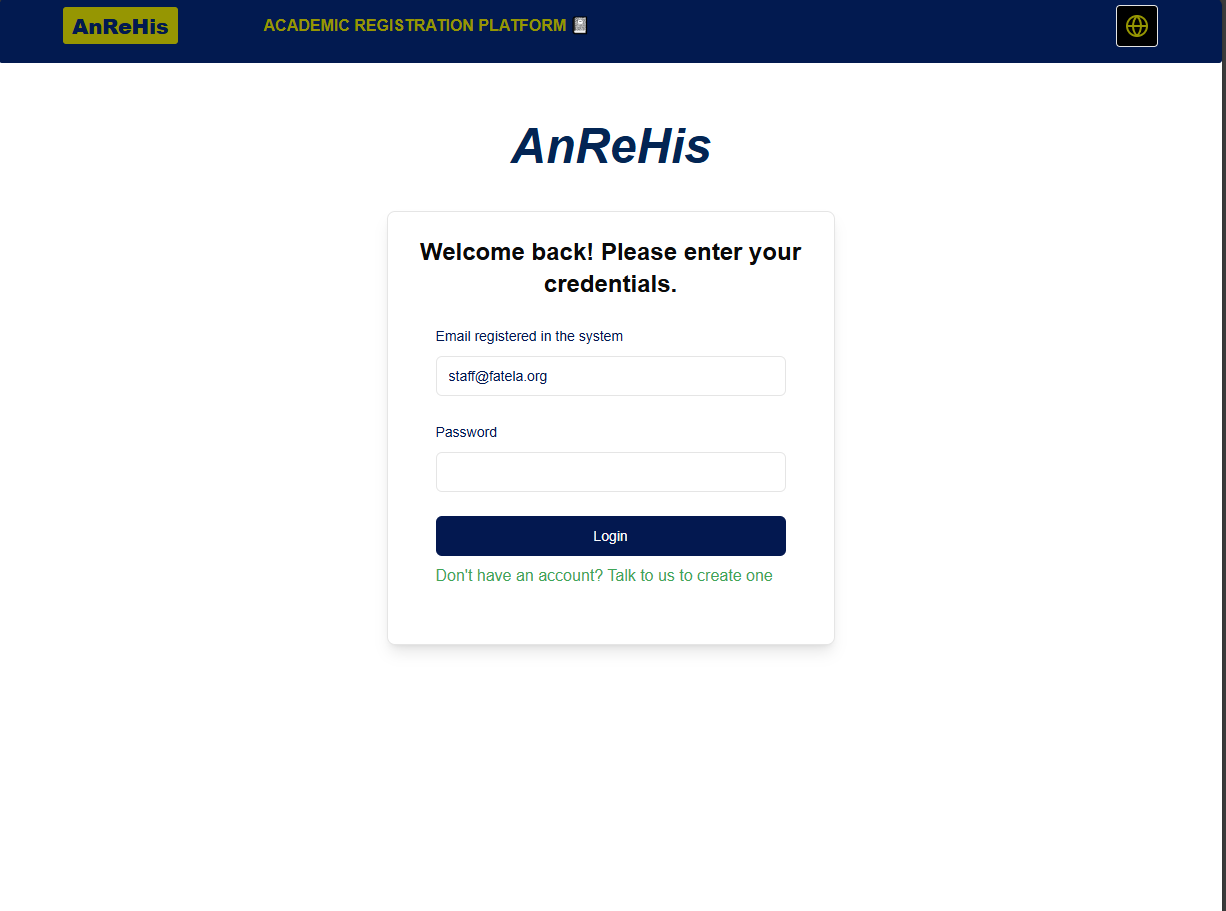 AnReHis
ACADEMIC REGISTRATION PLATFORM
AnReHis
Welcome back! Please enter your
credentials.
Email registered in the system
staff@fatela.org
Password
Login
Don't have an account? Talk to us to create one